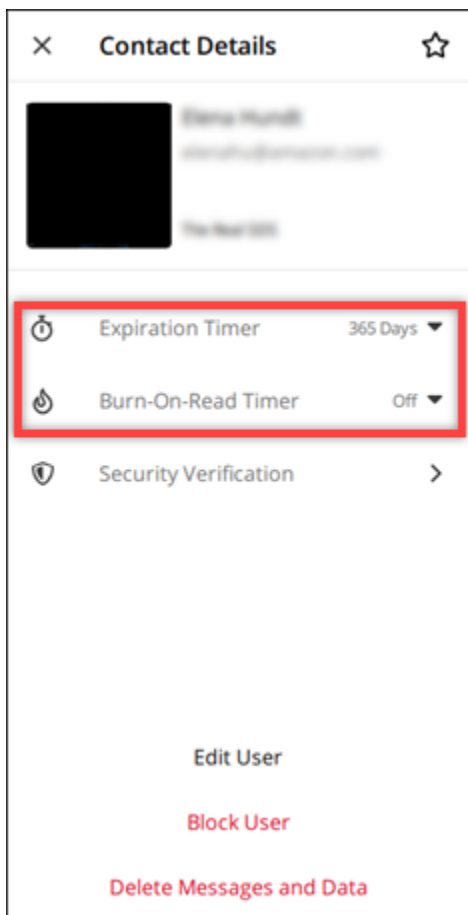 Contact Details
Expiration Timer 365 Days
Burn-On-Read Timer Off
Security Verification
Edit User
Block User
Delete Messages and Data